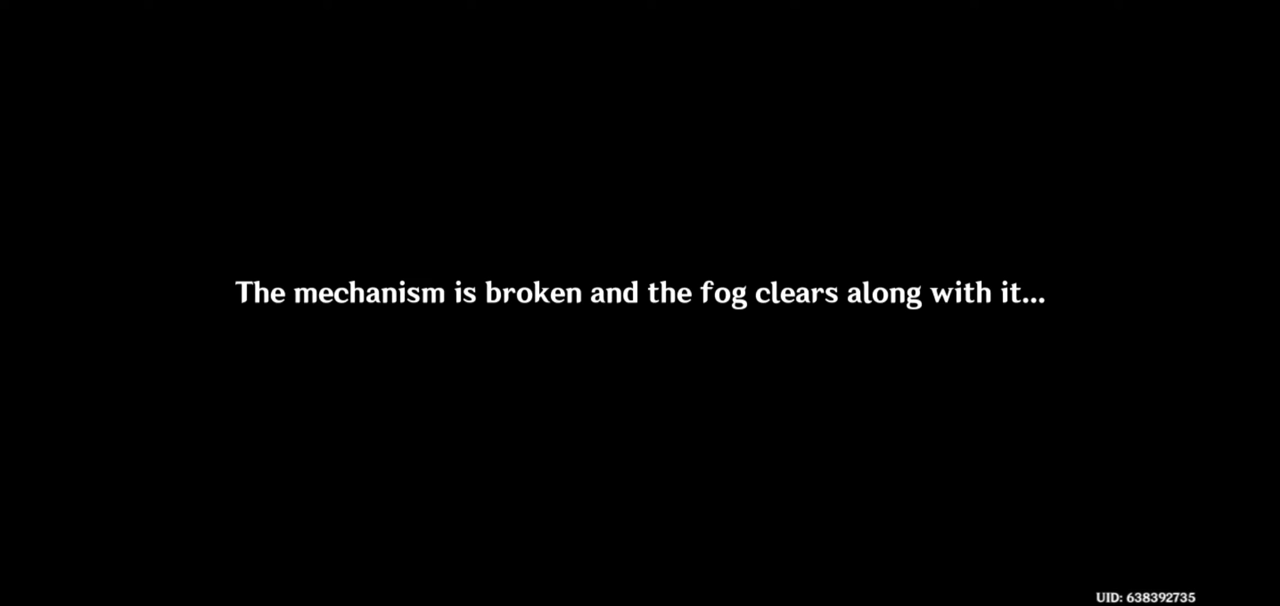 The mechanism is broken and the fog clears along with it...
UID: 638392735